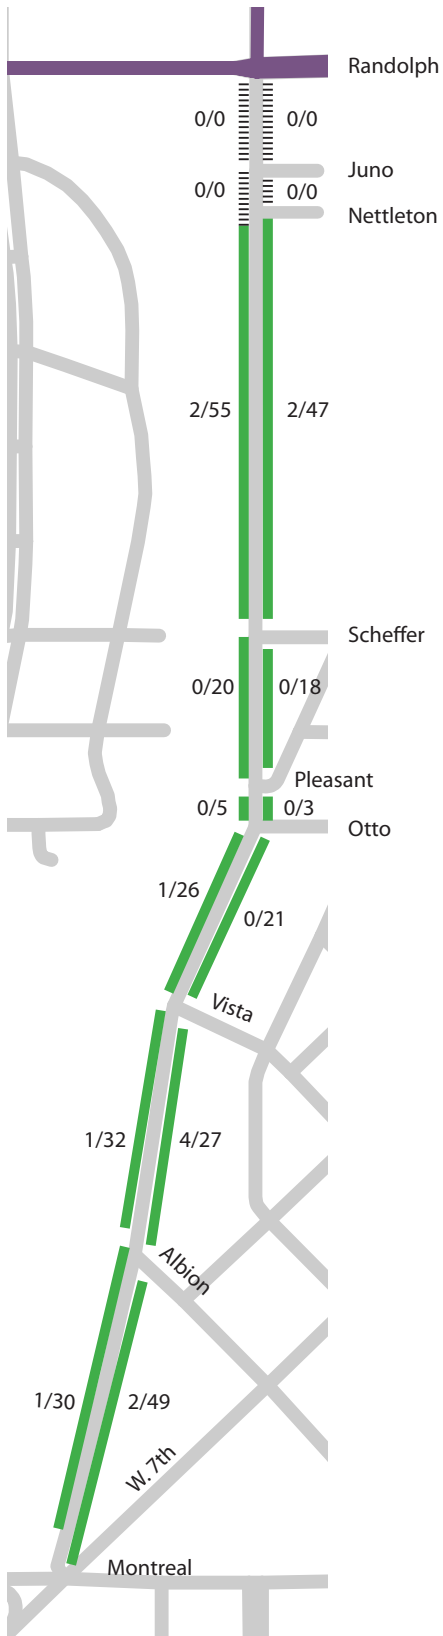 Randolph
0/0 0/0
Juno
0/0 0/0
Nettleton
2/55 2/47
Scheffer
0/20 0/18
Pleasant
0/5 0/3
Otto
1/26
0/21
Vista
1/32 4/27
Albion
1/30 2/49
W. 7th
Montreal